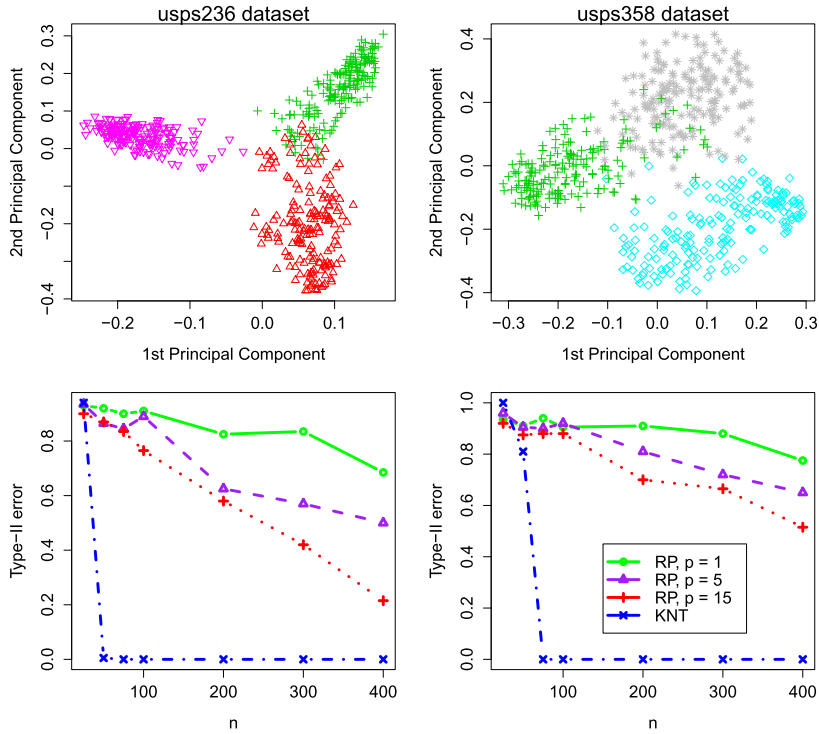 usps236 dataset
2nd Principal Component
0.3
0.2
0.1
0.0
−0.2
−0.4
−0.2
0.0
0.1
1st Principal Component
usps358 dataset
2nd Principal Component
0.4
0.2
0.0
−0.2
−0.4
−0.3
−0.2
−0.1
0.0
0.1
0.2
0.3
1st Principal Component
Type−II error
0.8
0.6
0.4
0.2
0.0
100
200
300
400
n
Type−II error
1.0
0.8
0.6
0.4
0.2
0.0
RP, p = 1
RP, p = 5
RP, p = 15
KNT
100
200
300
400
n